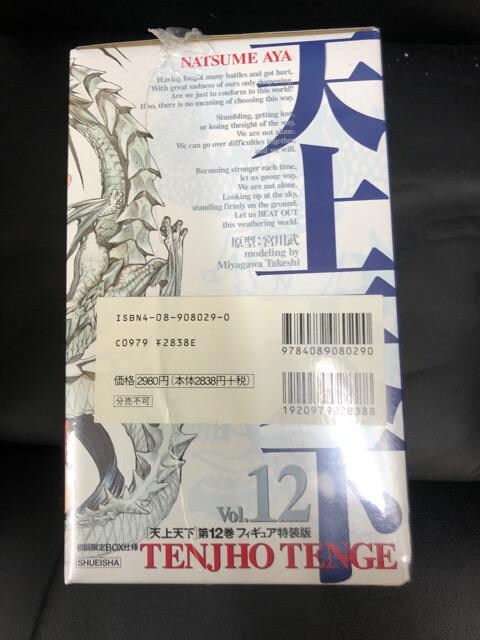 NATSUME AYA
Having fought many battles and got hurt,
With great sadness of ours only deepening,
Are we just to conform to this world?
If so, there is no meaning of choosing this way.
Stumbling, getting lost,
or losing thesight of the way,
We are not alone.
We can go over difficulties together,
and we will.
Becoming stronger each time,
let us goour way.
We are not alone.
Looking up at the sky,
standing firmly on the ground,
Let us BEAT OUT
this weathering world.
原型:宮川武
modeling by
Miyagawa Takeshi
天上天下
ISBN4-08-908029-0
C0979 ¥2838E
価格2980円(本体2838円+税)
分売不可
9784089080290
1920979028388
Vol.12
「天上天下」第12巻 フィギュア特装版
初回限定BOX仕様
SHUEISHA
TENJHO TENGE